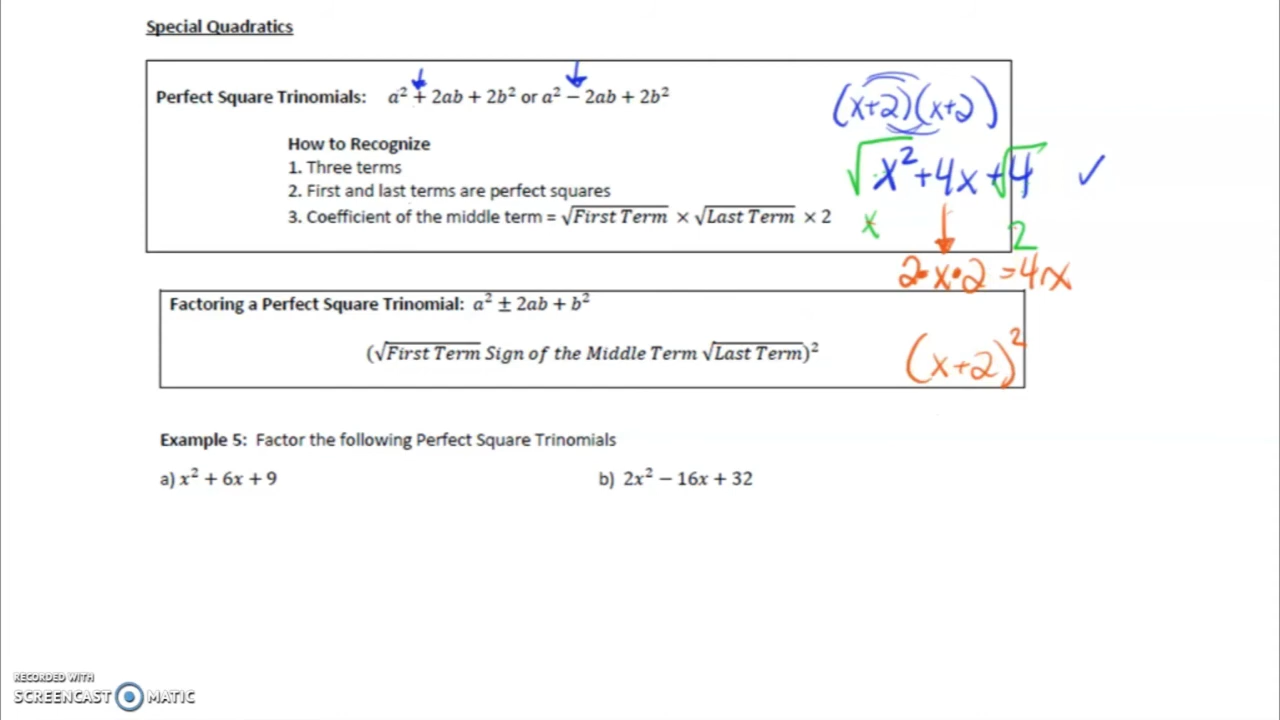 Special Quadratics
Perfect Square Trinomials: a² + 2ab + 2b² or a² − 2ab + 2b²
(x+2)(x+2)
How to Recognize
1. Three terms
2. First and last terms are perfect squares
3. Coefficient of the middle term = √First Term × √Last Term × 2
√x² + 4x + √4 ✓
x 2
2·x·2 = 4x
Factoring a Perfect Square Trinomial: a² ± 2ab + b²
(√First Term Sign of the Middle Term √Last Term)²
(x+2)²
Example 5: Factor the following Perfect Square Trinomials
a) x² + 6x + 9
b) 2x² − 16x + 32
RECORDED WITH
SCREENCAST MATIC